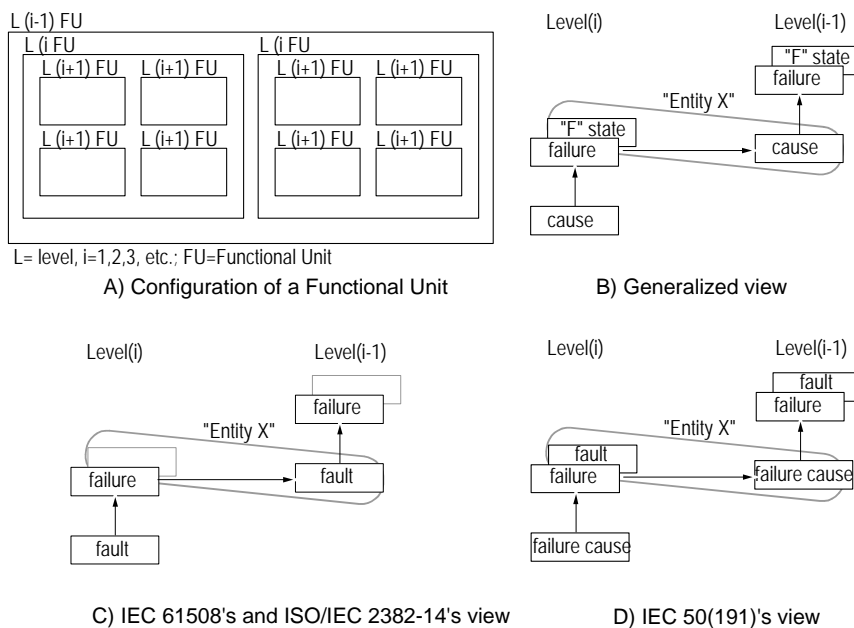 L (i-1) FU
L (i FU
L (i FU
L (i+1) FU
L (i+1) FU
L (i+1) FU
L (i+1) FU
L (i+1) FU
L (i+1) FU
L (i+1) FU
L (i+1) FU
L= level, i=1,2,3, etc.; FU=Functional Unit
A) Configuration of a Functional Unit
Level(i)
Level(i-1)
"F" state
failure
"Entity X"
"F" state
failure
cause
cause
B) Generalized view
Level(i)
Level(i-1)
failure
"Entity X"
failure
fault
fault
C) IEC 61508's and ISO/IEC 2382-14's view
Level(i)
Level(i-1)
fault
failure
"Entity X"
fault
failure
failure cause
failure cause
D) IEC 50(191)'s view